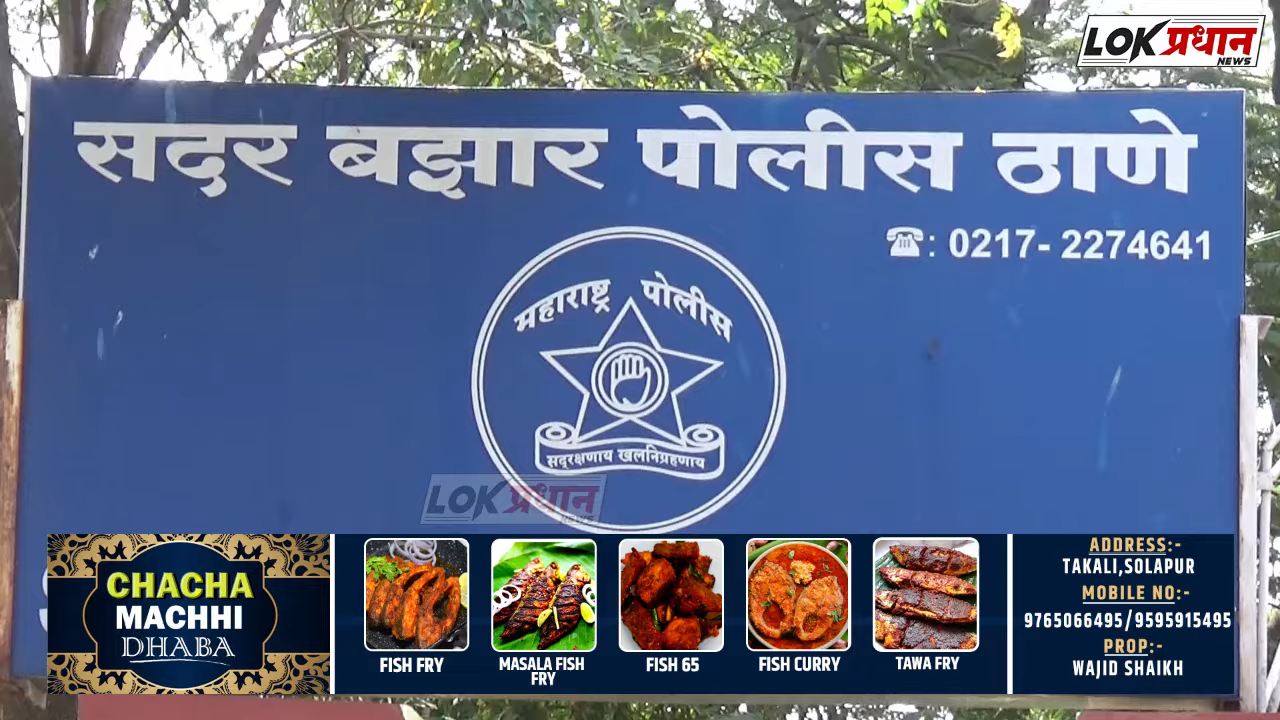 LOK प्रधान
NEWS
सदर बझार पोलीस ठाणे
☎: 0217- 2274641
महाराष्ट्र पोलीस
सद्‌रक्षणाय खलनिग्रहणाय
LOK प्रधान
NEWS
CHACHA
MACHHI
DHABA
FISH FRY
MASALA FISH
FRY
FISH 65
FISH CURRY
TAWA FRY
ADDRESS:-
TAKALI,SOLAPUR
MOBILE NO:-
9765066495/9595915495
PROP:-
WAJID SHAIKH